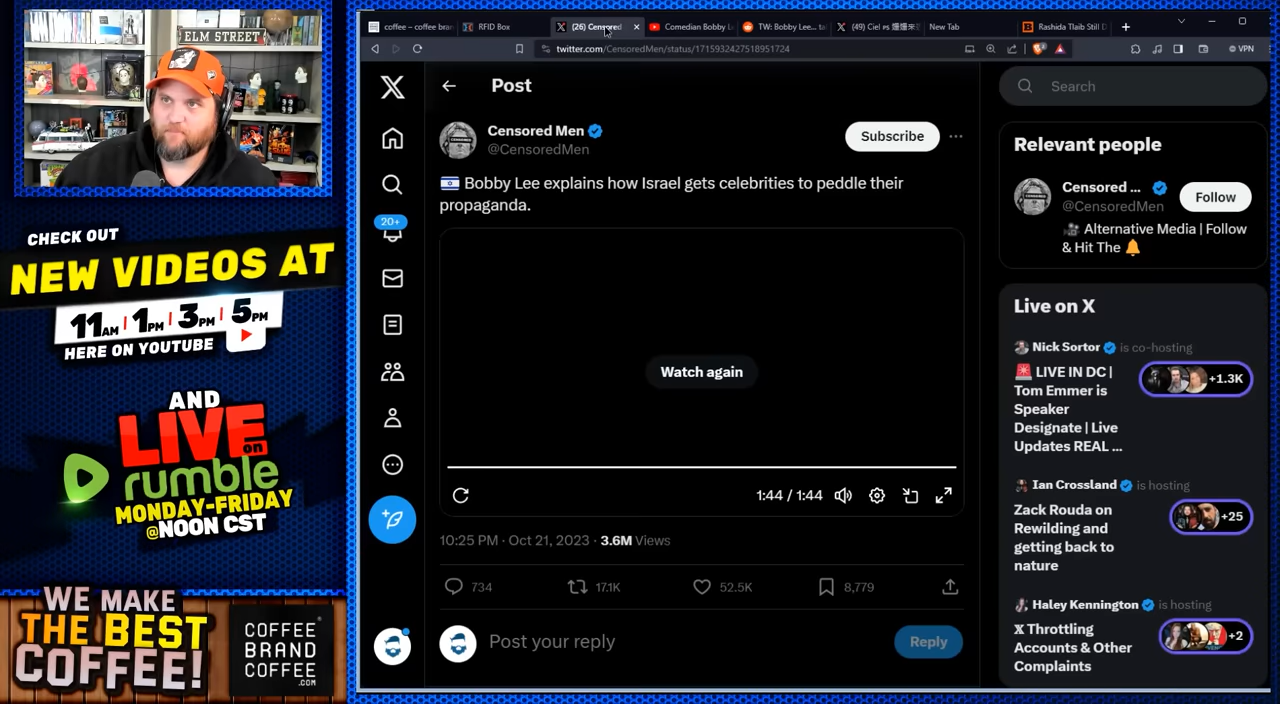 ELM STREET
CHECK OUT
NEW VIDEOS AT
11AM | 1PM | 3PM | 5PM
HERE ON YOUTUBE
AND
LIVE on
rumble
MONDAY-FRIDAY
@NOON CST
WE MAKE
THE BEST
COFFEE!
COFFEE
BRAND
COFFEE
.COM
coffee – coffee bran
RFID Box
(26) Censored
Comedian Bobby L
TW: Bobby Lee... ta
(49) Ciel vs
New Tab
Rashida Tlaib Still D
twitter.com/CensoredMen/status/1715932427518951724
VPN
Post
Censored Men
@CensoredMen
Subscribe
🇮🇱 Bobby Lee explains how Israel gets celebrities to peddle their
propaganda.
20+
Watch again
1:44 / 1:44
10:25 PM · Oct 21, 2023 · 3.6M Views
734
17.1K
52.5K
8,779
Post your reply
Reply
Search
Relevant people
Censored ...
@CensoredMen
Follow
🎥 Alternative Media | Follow
& Hit The 🔔
Live on X
Nick Sortor is co-hosting
🚨 LIVE IN DC |
Tom Emmer is
Speaker
Designate | Live
Updates REAL ...
+1.3K
Ian Crossland is hosting
Zack Rouda on
Rewilding and
getting back to
nature
+25
Haley Kennington is hosting
X Throttling
Accounts & Other
Complaints
+2